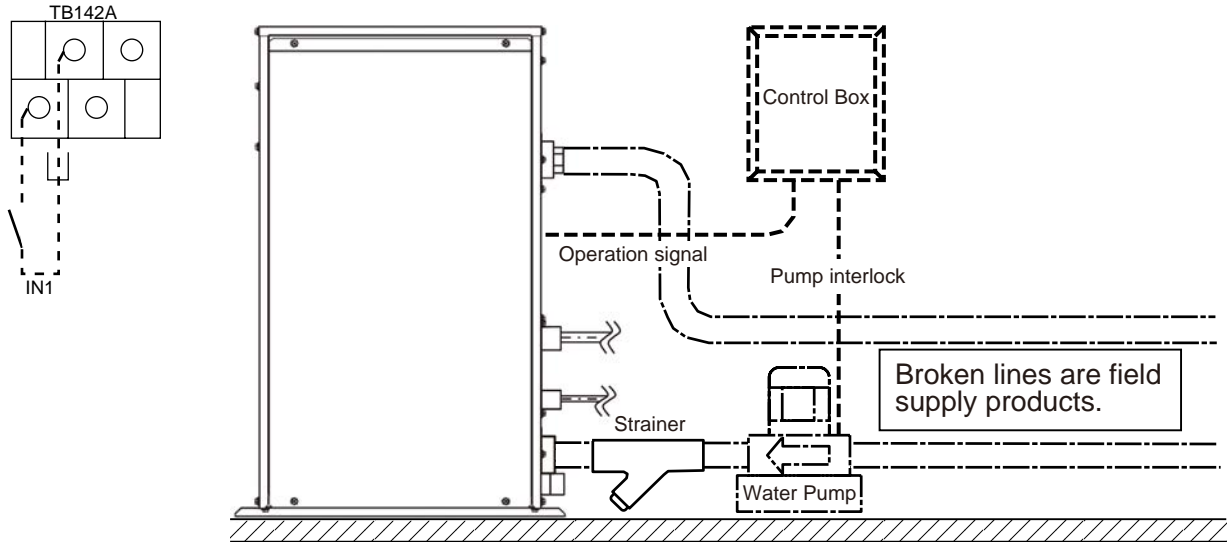 TB142A
IN1
Control Box
Operation signal
Pump interlock
Broken lines are field
supply products.
Strainer
Water Pump